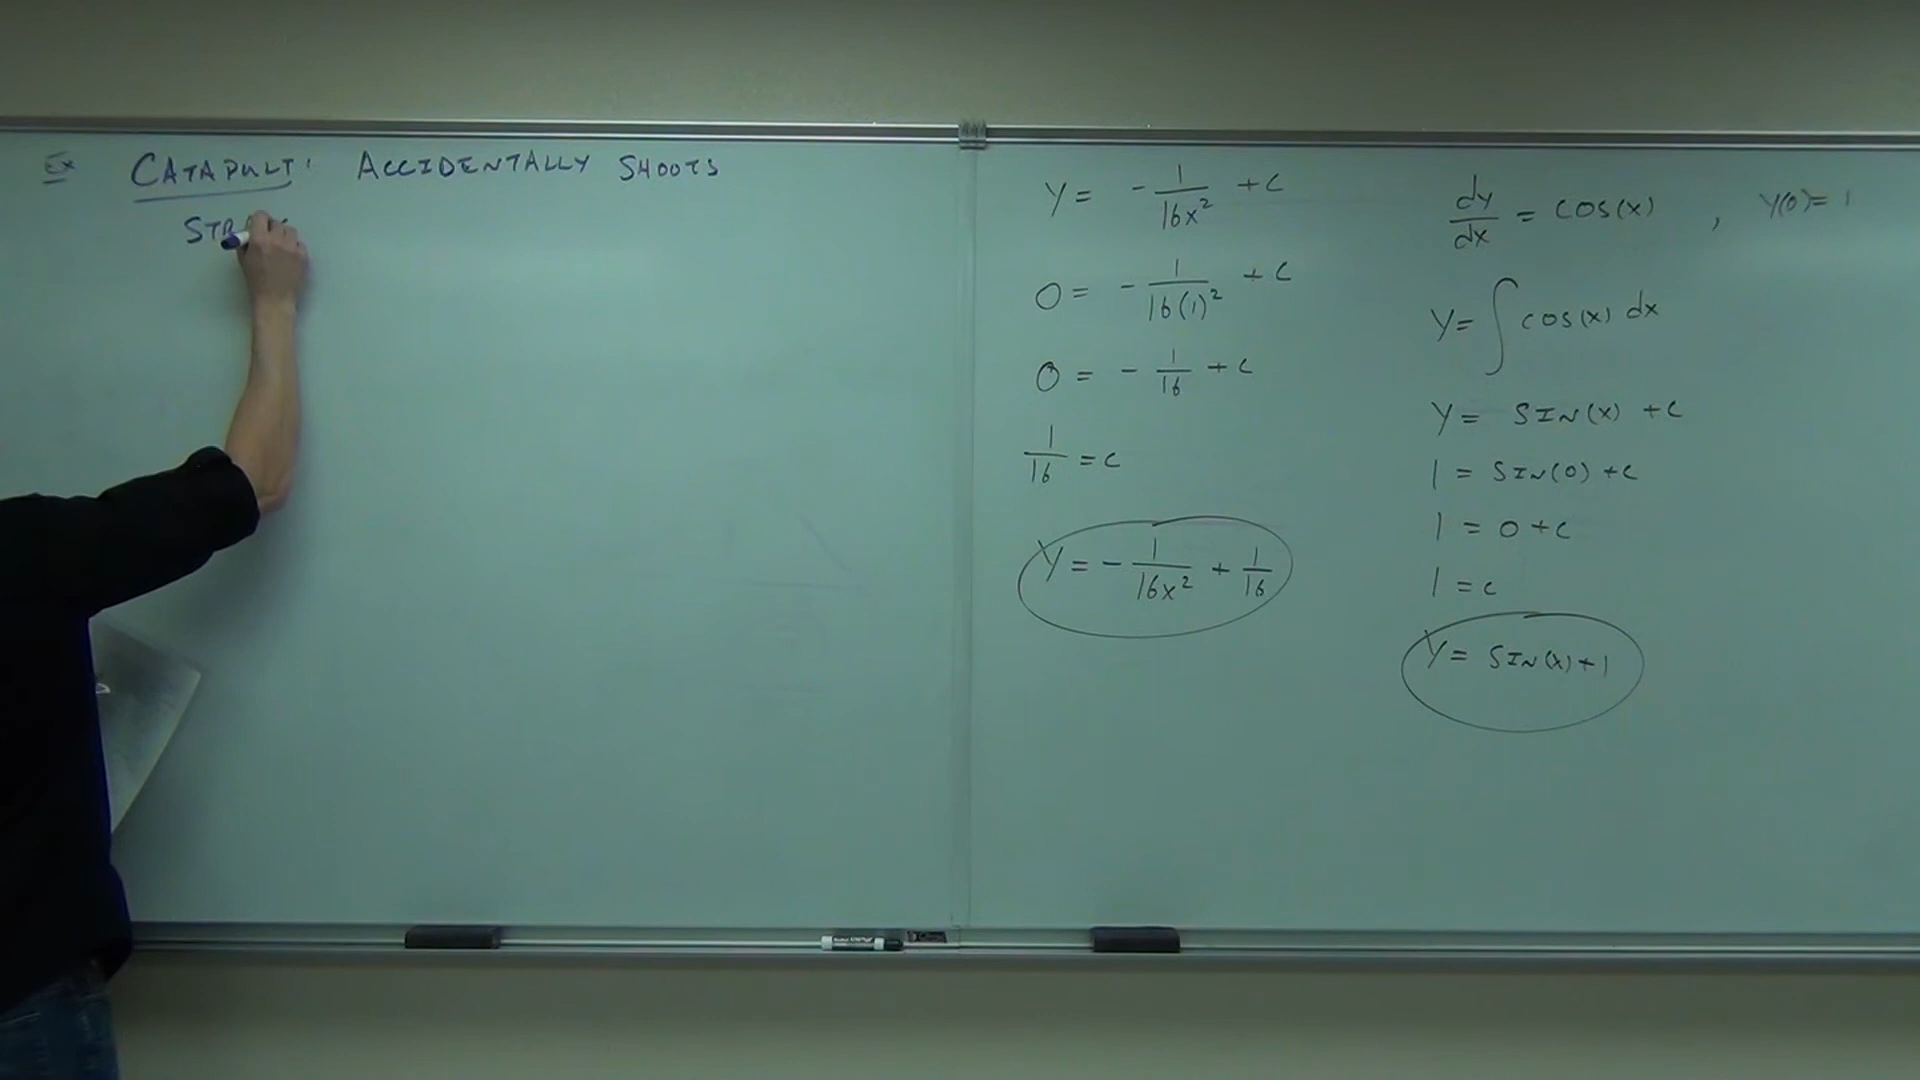 Ex CATAPULT: ACCIDENTALLY SHOOTS
Y = - 1/16x² + C
0 = - 1/16(1)² + C
0 = - 1/16 + C
1/16 = C
Y = - 1/16x² + 1/16
dy/dx = COS(X) , Y(0) = 1
Y = ∫ COS(X) dx
Y = SIN(X) + C
1 = SIN(0) + C
1 = 0 + C
1 = C
Y = SIN(X) + 1